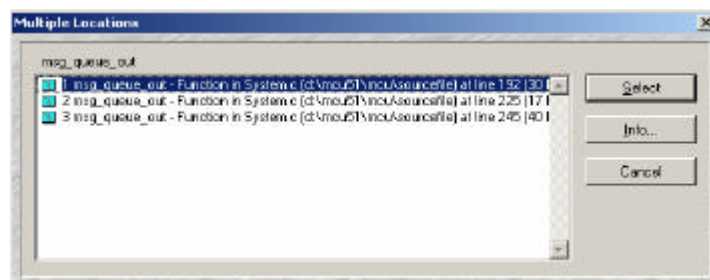 Multiple Locations
msg_queue_out
1 msg_queue_out - Function in System.c (d:\mcu51\mcu\sourcefile) at line 192 (30 l
2 msg_queue_out - Function in System.c (d:\mcu51\mcu\sourcefile) at line 225 (17 l
3 msg_queue_out - Function in System.c (d:\mcu51\mcu\sourcefile) at line 245 (40 l
Select
Info...
Cancel